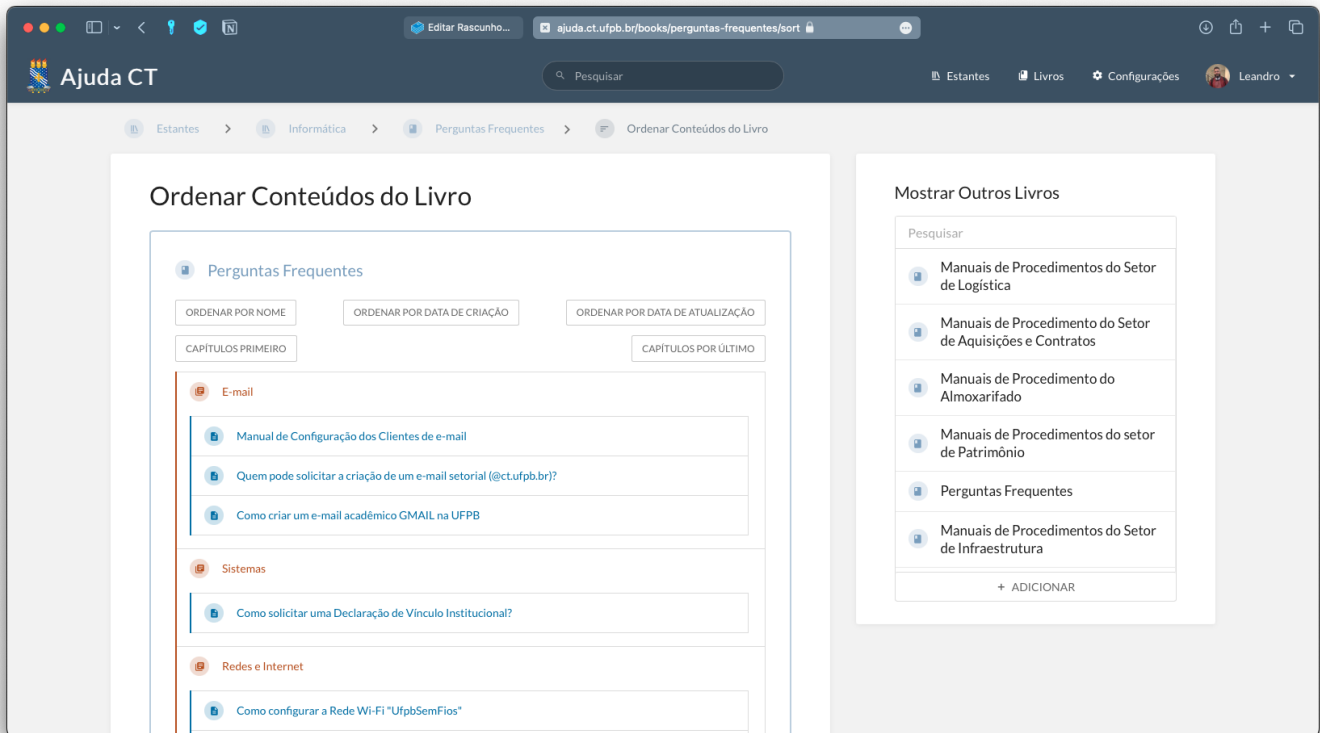 Editar Rascunho...
ajuda.ct.ufpb.br/books/perguntas-frequentes/sort
Ajuda CT
Pesquisar
Estantes
Livros
Configurações
Leandro
Estantes > Informática > Perguntas Frequentes > Ordenar Conteúdos do Livro
Ordenar Conteúdos do Livro
Perguntas Frequentes
ORDENAR POR NOME
ORDENAR POR DATA DE CRIAÇÃO
ORDENAR POR DATA DE ATUALIZAÇÃO
CAPÍTULOS PRIMEIRO
CAPÍTULOS POR ÚLTIMO
E-mail
Manual de Configuração dos Clientes de e-mail
Quem pode solicitar a criação de um e-mail setorial (@ct.ufpb.br)?
Como criar um e-mail acadêmico GMAIL na UFPB
Sistemas
Como solicitar uma Declaração de Vínculo Institucional?
Redes e Internet
Como configurar a Rede Wi-Fi "UfpbSemFios"
Mostrar Outros Livros
Pesquisar
Manuais de Procedimentos do Setor
de Logística
Manuais de Procedimento do Setor
de Aquisições e Contratos
Manuais de Procedimento do
Almoxarifado
Manuais de Procedimentos do setor
de Patrimônio
Perguntas Frequentes
Manuais de Procedimentos do Setor
de Infraestrutura
+ ADICIONAR